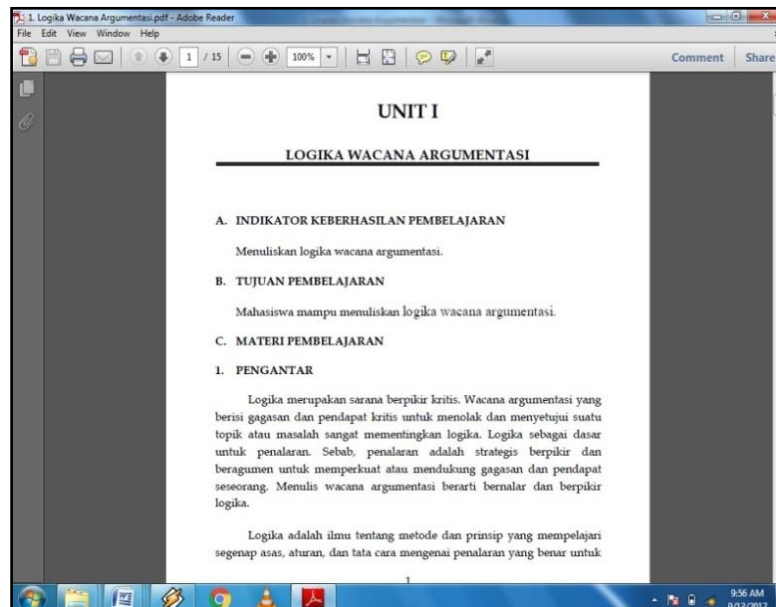 1. Logika Wacana Argumentasi.pdf - Adobe Reader
File Edit View Window Help
1 / 15 100% Comment Share
UNIT I
LOGIKA WACANA ARGUMENTASI
A. INDIKATOR KEBERHASILAN PEMBELAJARAN
Menuliskan logika wacana argumentasi.
B. TUJUAN PEMBELAJARAN
Mahasiswa mampu menuliskan logika wacana argumentasi.
C. MATERI PEMBELAJARAN
1. PENGANTAR
Logika merupakan sarana berpikir kritis. Wacana argumentasi yang
berisi gagasan dan pendapat kritis untuk menolak dan menyetujui suatu
topik atau masalah sangat mementingkan logika. Logika sebagai dasar
untuk penalaran. Sebab, penalaran adalah strategis berpikir dan
beragumen untuk memperkuat atau mendukung gagasan dan pendapat
seseorang. Menulis wacana argumentasi berarti bernalar dan berpikir
logika.
Logika adalah ilmu tentang metode dan prinsip yang mempelajari
segenap asas, aturan, dan tata cara mengenai penalaran yang benar untuk
1
9:56 AM
9/13/2017